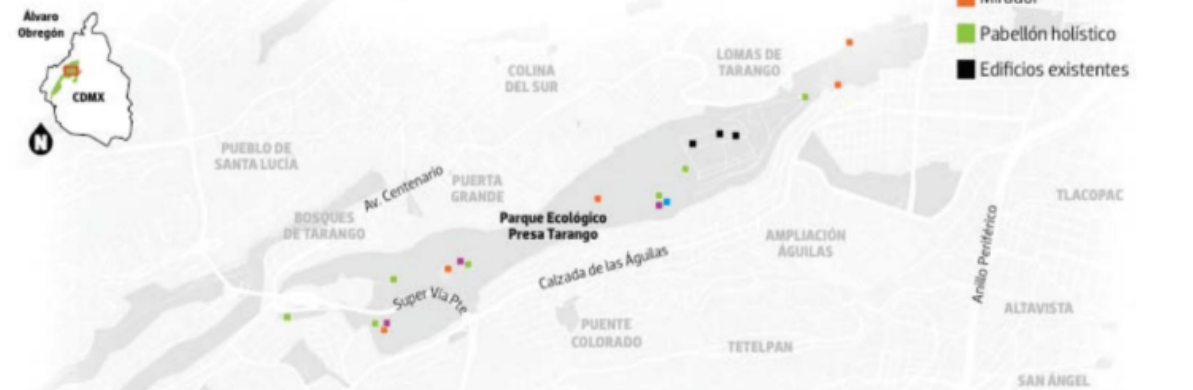 Álvaro
Obregón
CDMX
N
Mirador
Pabellón holístico
Edificios existentes
LOMAS DE
TARANGO
COLINA
DEL SUR
PUEBLO DE
SANTA LUCÍA
Av. Centenario
PUERTA
GRANDE
BOSQUES
DE TARANGO
Parque Ecológico
Presa Tarango
TLACOPAC
AMPLIACIÓN
ÁGUILAS
Anillo Periférico
Calzada de las Águilas
Super Vía Pte
ALTAVISTA
PUENTE
COLORADO
TETELPAN
SAN ÁNGEL